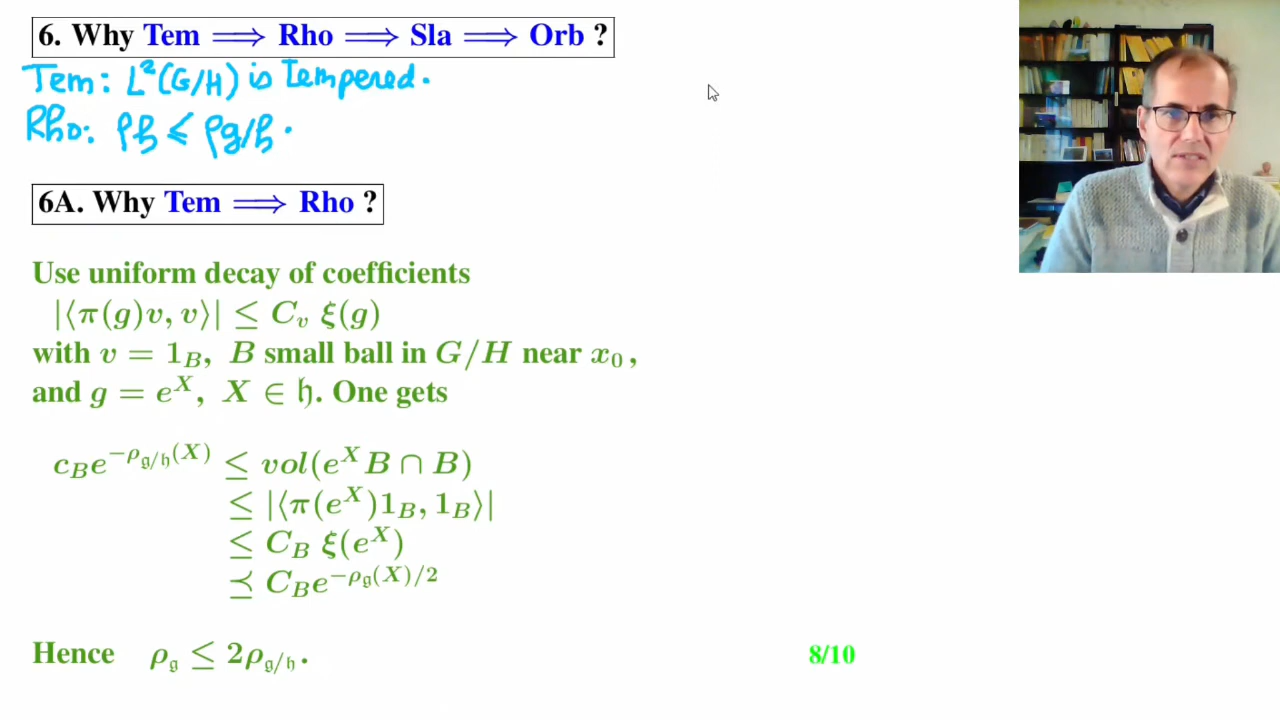 6. Why Tem ⟹ Rho ⟹ Sla ⟹ Orb ?
Tem: L²(G/H) is tempered.
Rho: ρ𝔥 ≤ ρ𝔤/𝔥.
6A. Why Tem ⟹ Rho ?
Use uniform decay of coefficients
|⟨π(g)v, v⟩| ≤ C_v ξ(g)
with v = 1_B, B small ball in G/H near x₀,
and g = e^X, X ∈ 𝔥. One gets
c_B e^{−ρ_{𝔤/𝔥}(X)} ≤ vol(e^X B ∩ B)
≤ |⟨π(e^X)1_B, 1_B⟩|
≤ C_B ξ(e^X)
⪯ C_B e^{−ρ_𝔤(X)/2}
Hence ρ_𝔤 ≤ 2ρ_{𝔤/𝔥}.
8/10